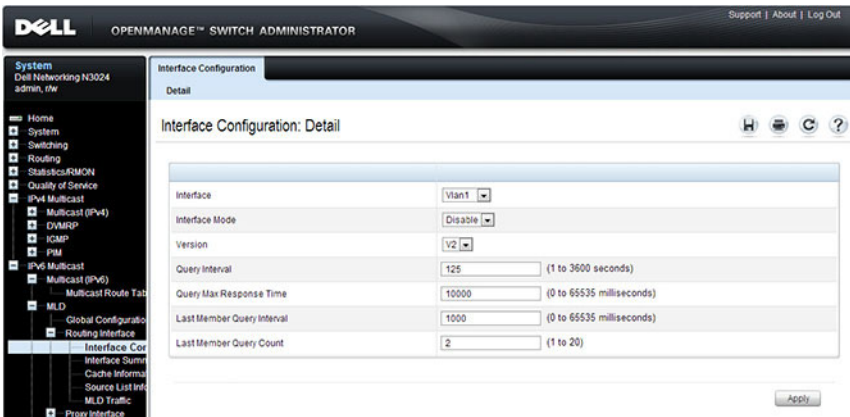 Support | About | Log Out
DELL OPENMANAGE™ SWITCH ADMINISTRATOR
System
Dell Networking N3024
admin, r/w
Home
System
Switching
Routing
Statistics/RMON
Quality of Service
IPv4 Multicast
Multicast (IPv4)
DVMRP
IGMP
PIM
IPv6 Multicast
Multicast (IPv6)
Multicast Route Tab
MLD
Global Configuratio
Routing Interface
Interface Cor
Interface Summ
Cache Informa
Source List Info
MLD Traffic
Proxy Interface
Interface Configuration
Detail
Interface Configuration: Detail
H ?
Interface Vlan1
Interface Mode Disable
Version V2
Query Interval 125 (1 to 3600 seconds)
Query Max Response Time 10000 (0 to 65535 milliseconds)
Last Member Query Interval 1000 (0 to 65535 milliseconds)
Last Member Query Count 2 (1 to 20)
Apply